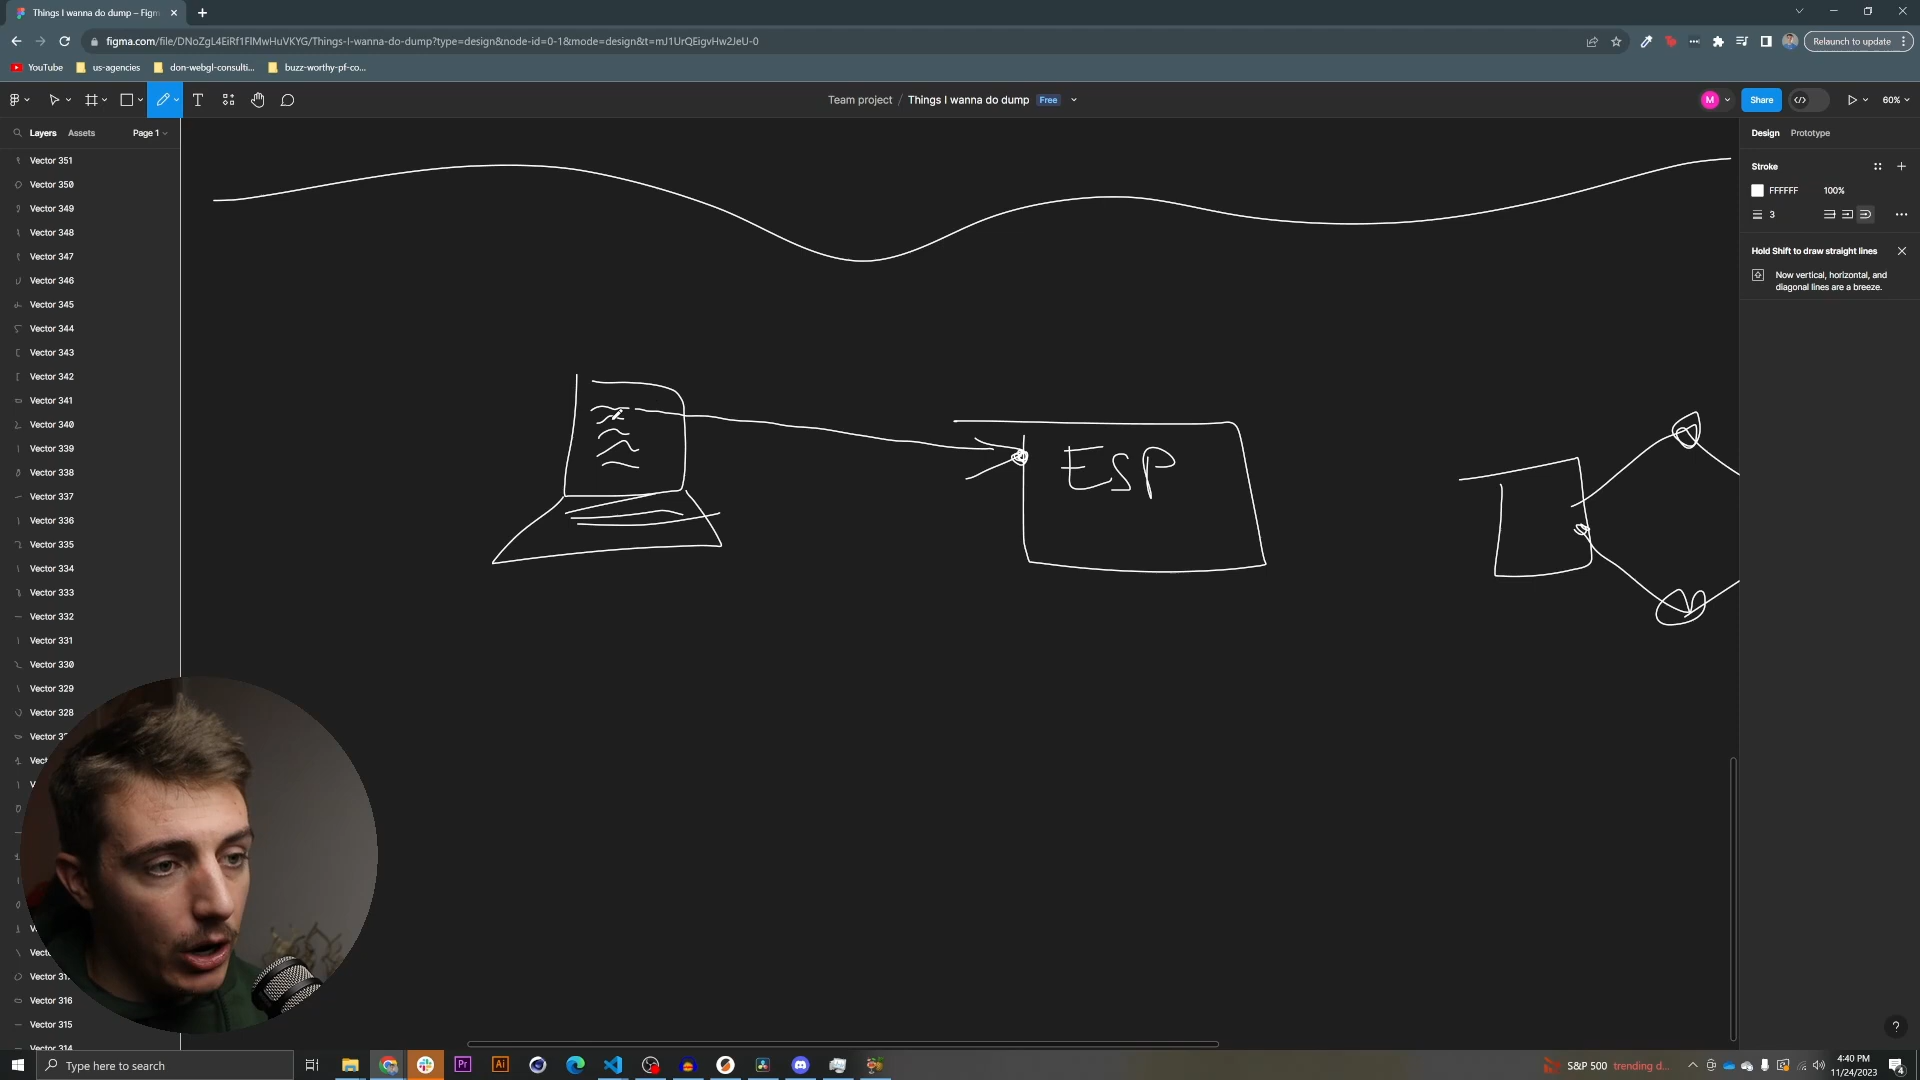 Things I wanna do dump – Figm
figma.com/file/DNoZgL4EiRf1FlMwHuVKYG/Things-I-wanna-do-dump?type=design&node-id=0-1&mode=design&t=mJ1UrQEigvHw2JeU-0
Relaunch to update
YouTube
us-agencies
don-webgl-consulti...
buzz-worthy-pf-co...
Team project / Things I wanna do dump Free
M
Share
60%
Layers
Assets
Page 1
Design
Prototype
Vector 351
Vector 350
Vector 349
Vector 348
Vector 347
Vector 346
Vector 345
Vector 344
Vector 343
Vector 342
Vector 341
Vector 340
Vector 339
Vector 338
Vector 337
Vector 336
Vector 335
Vector 334
Vector 333
Vector 332
Vector 331
Vector 330
Vector 329
Vector 328
Vector 316
Vector 315
Vector 314
Stroke
FFFFFF
100%
3
Hold Shift to draw straight lines
Now vertical, horizontal, and
diagonal lines are a breeze.
ESP
?
Type here to search
S&P 500 trending d...
4:40 PM
11/24/2023
4